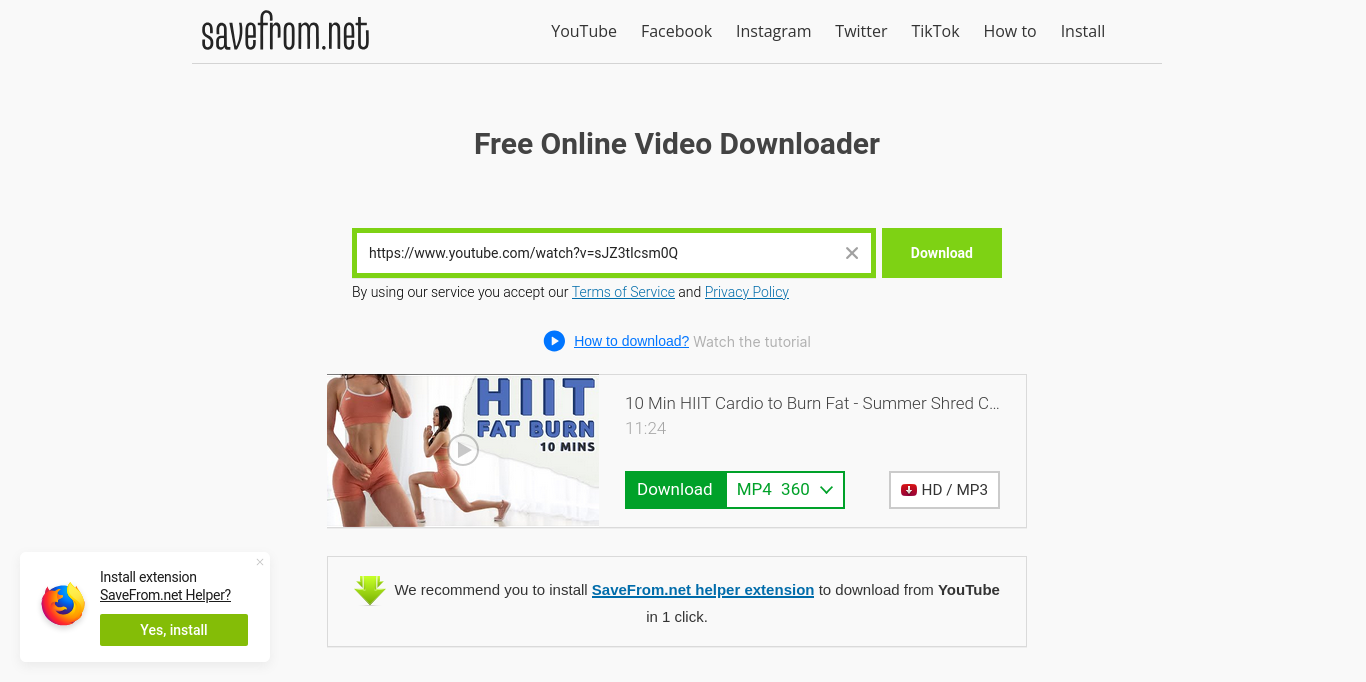 savefrom.net
YouTube Facebook Instagram Twitter TikTok How to Install
Free Online Video Downloader
https://www.youtube.com/watch?v=sJZ3tIcsm0Q
Download
By using our service you accept our Terms of Service and Privacy Policy
How to download? Watch the tutorial
HIIT
FAT BURN
10 MINS
10 Min HIIT Cardio to Burn Fat - Summer Shred C...
11:24
Download MP4 360
HD / MP3
We recommend you to install SaveFrom.net helper extension to download from YouTube
in 1 click.
Install extension
SaveFrom.net Helper?
Yes, install